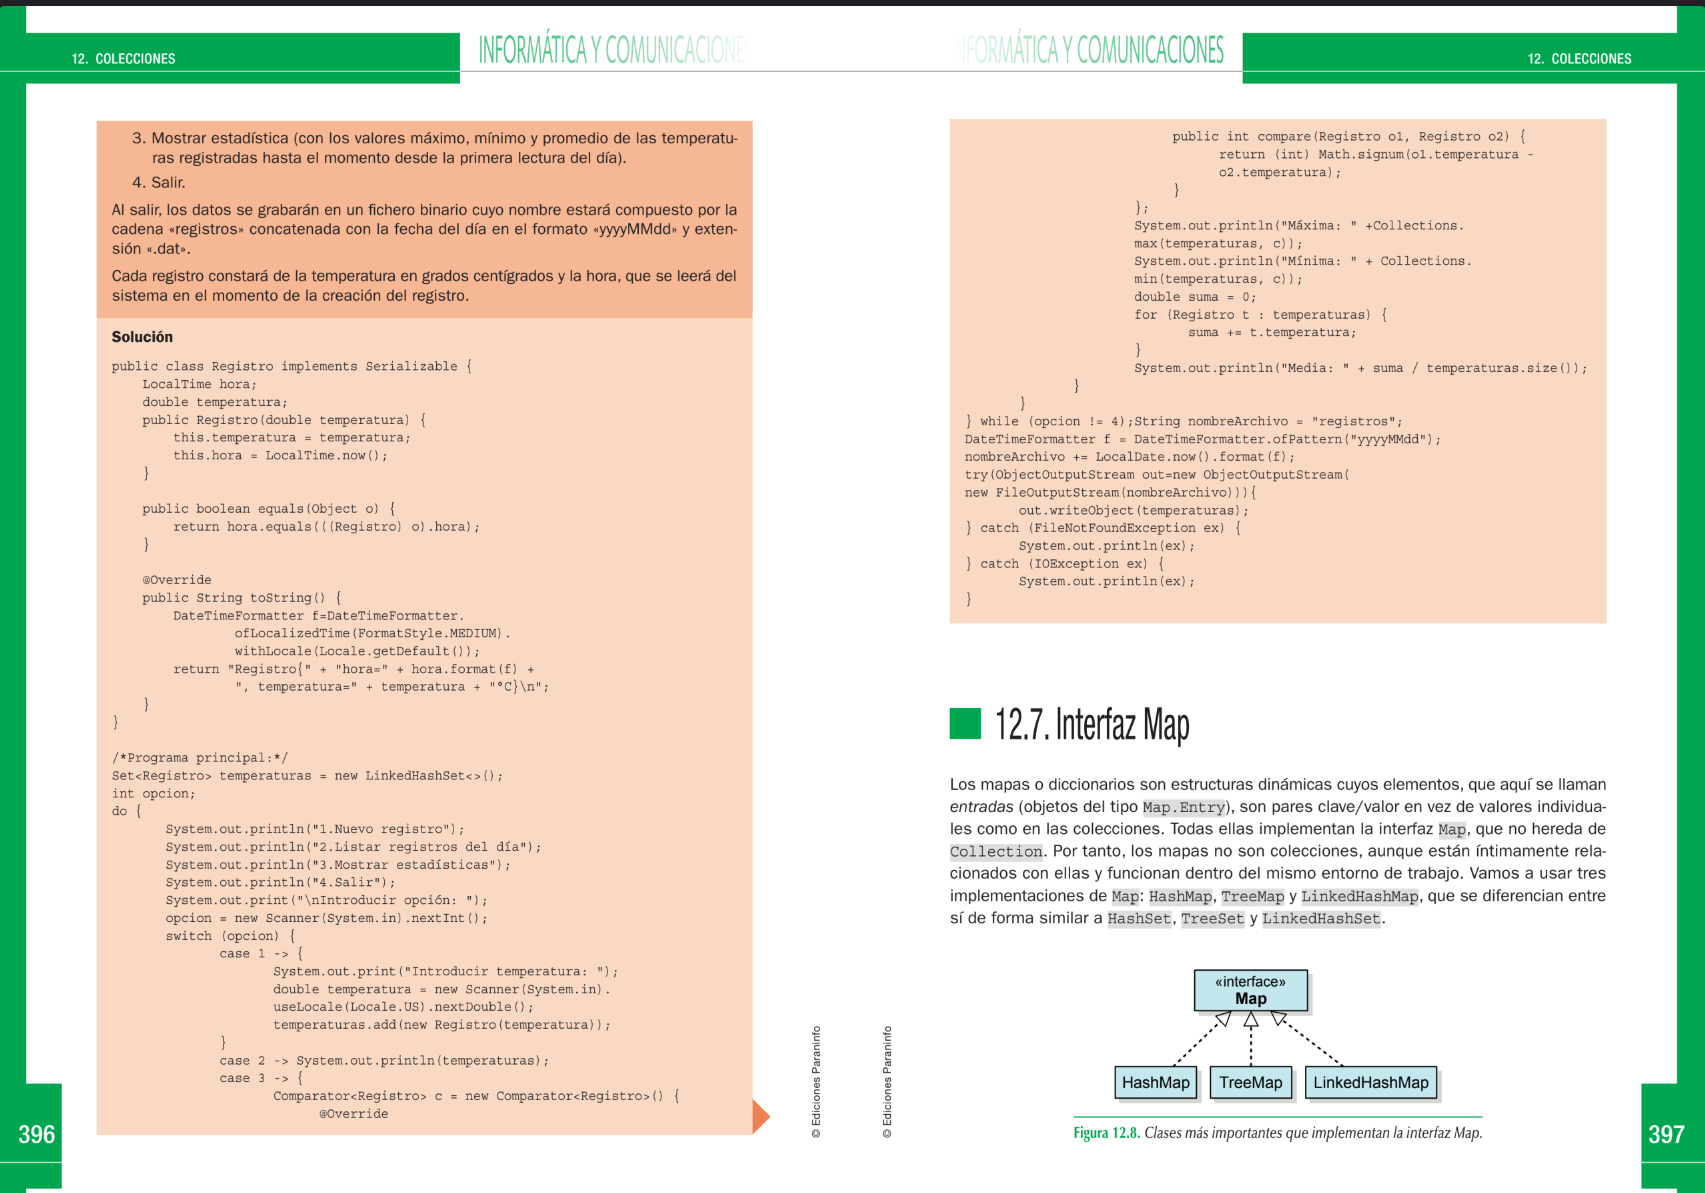 12. COLECCIONES
INFORMÁTICA Y COMUNICACIONES
3. Mostrar estadística (con los valores máximo, mínimo y promedio de las temperatu-
ras registradas hasta el momento desde la primera lectura del día).
4. Salir.
Al salir, los datos se grabarán en un fichero binario cuyo nombre estará compuesto por la
cadena «registros» concatenada con la fecha del día en el formato «yyyyMMdd» y exten-
sión «.dat».
Cada registro constará de la temperatura en grados centígrados y la hora, que se leerá del
sistema en el momento de la creación del registro.
Solución
public class Registro implements Serializable {
    LocalTime hora;
    double temperatura;
    public Registro(double temperatura) {
        this.temperatura = temperatura;
        this.hora = LocalTime.now();
    }
    public boolean equals(Object o) {
        return hora.equals(((Registro) o).hora);
    }
    @Override
    public String toString() {
        DateTimeFormatter f=DateTimeFormatter.
                ofLocalizedTime(FormatStyle.MEDIUM).
                withLocale(Locale.getDefault());
        return "Registro{" + "hora=" + hora.format(f) +
                ", temperatura=" + temperatura + "°C}\n";
    }
}
/*Programa principal:*/
Set<Registro> temperaturas = new LinkedHashSet<>();
int opcion;
do {
       System.out.println("1.Nuevo registro");
       System.out.println("2.Listar registros del día");
       System.out.println("3.Mostrar estadísticas");
       System.out.println("4.Salir");
       System.out.print("\nIntroducir opción: ");
       opcion = new Scanner(System.in).nextInt();
       switch (opcion) {
              case 1 -> {
                     System.out.print("Introducir temperatura: ");
                     double temperatura = new Scanner(System.in).
                     useLocale(Locale.US).nextDouble();
                     temperaturas.add(new Registro(temperatura));
              }
              case 2 -> System.out.println(temperaturas);
              case 3 -> {
                     Comparator<Registro> c = new Comparator<Registro>() {
                           @Override
396
© Ediciones Paraninfo
INFORMÁTICA Y COMUNICACIONES
12. COLECCIONES
                           public int compare(Registro o1, Registro o2) {
                                 return (int) Math.signum(o1.temperatura -
                                 o2.temperatura);
                           }
                      };
                      System.out.println("Máxima: " +Collections.
                      max(temperaturas, c));
                      System.out.println("Mínima: " + Collections.
                      min(temperaturas, c));
                      double suma = 0;
                      for (Registro t : temperaturas) {
                             suma += t.temperatura;
                      }
                      System.out.println("Media: " + suma / temperaturas.size());
              }
       }
} while (opcion != 4);String nombreArchivo = "registros";
DateTimeFormatter f = DateTimeFormatter.ofPattern("yyyyMMdd");
nombreArchivo += LocalDate.now().format(f);
try(ObjectOutputStream out=new ObjectOutputStream(
new FileOutputStream(nombreArchivo))){
       out.writeObject(temperaturas);
} catch (FileNotFoundException ex) {
       System.out.println(ex);
} catch (IOException ex) {
       System.out.println(ex);
}
12.7. Interfaz Map
Los mapas o diccionarios son estructuras dinámicas cuyos elementos, que aquí se llaman
entradas (objetos del tipo Map.Entry), son pares clave/valor en vez de valores individua-
les como en las colecciones. Todas ellas implementan la interfaz Map, que no hereda de
Collection. Por tanto, los mapas no son colecciones, aunque están íntimamente rela-
cionados con ellas y funcionan dentro del mismo entorno de trabajo. Vamos a usar tres
implementaciones de Map: HashMap, TreeMap y LinkedHashMap, que se diferencian entre
sí de forma similar a HashSet, TreeSet y LinkedHashSet.
«interface»
Map
HashMap
TreeMap
LinkedHashMap
Figura 12.8. Clases más importantes que implementan la interfaz Map.
© Ediciones Paraninfo
397